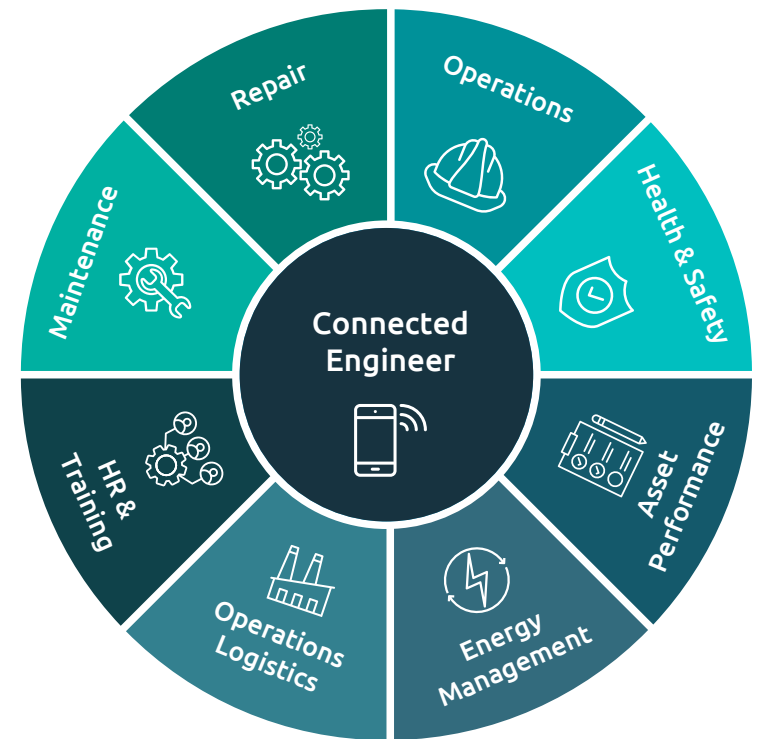 Connected
Engineer
Operations
Health & Safety
Asset
Performance
Energy
Management
Operations
Logistics
HR &
Training
Maintenance
Repair